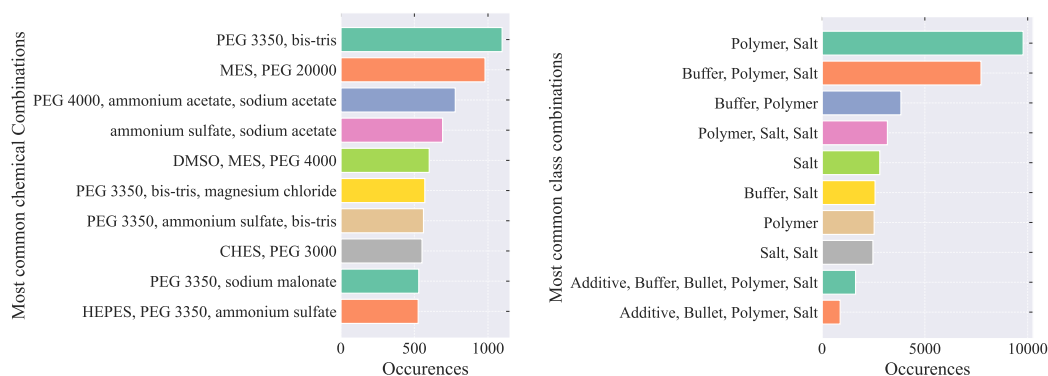 Most common chemical Combinations
PEG 3350, bis-tris
MES, PEG 20000
PEG 4000, ammonium acetate, sodium acetate
ammonium sulfate, sodium acetate
DMSO, MES, PEG 4000
PEG 3350, bis-tris, magnesium chloride
PEG 3350, ammonium sulfate, bis-tris
CHES, PEG 3000
PEG 3350, sodium malonate
HEPES, PEG 3350, ammonium sulfate
0 500 1000
Occurences
Most common class combinations
Polymer, Salt
Buffer, Polymer, Salt
Buffer, Polymer
Polymer, Salt, Salt
Salt
Buffer, Salt
Polymer
Salt, Salt
Additive, Buffer, Bullet, Polymer, Salt
Additive, Bullet, Polymer, Salt
0 5000 10000
Occurences